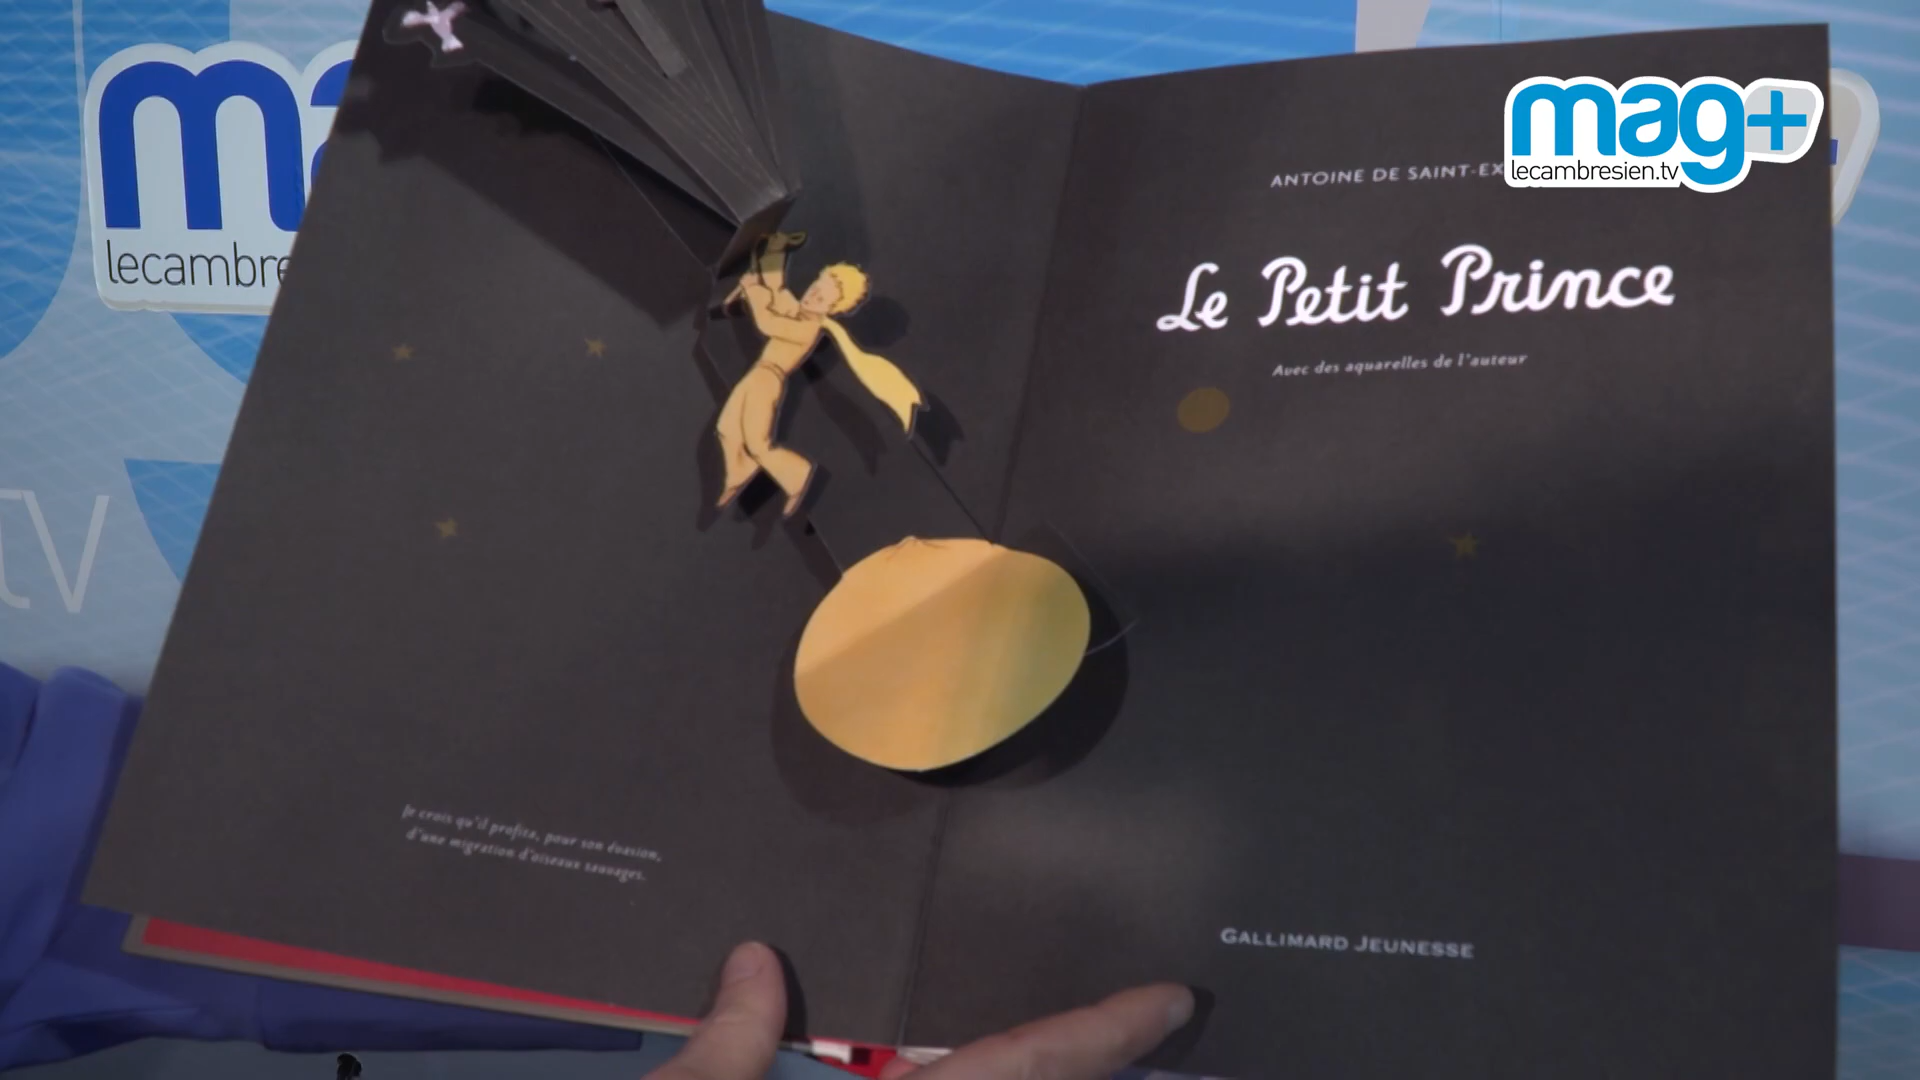 ma
lecambre
tv
mag+
lecambresien.tv
ANTOINE DE SAINT-EX
Le Petit Prince
Avec des aquarelles de l'auteur
Je crois qu'il profita, pour son évasion,
d'une migration d'oiseaux sauvages.
GALLIMARD JEUNESSE